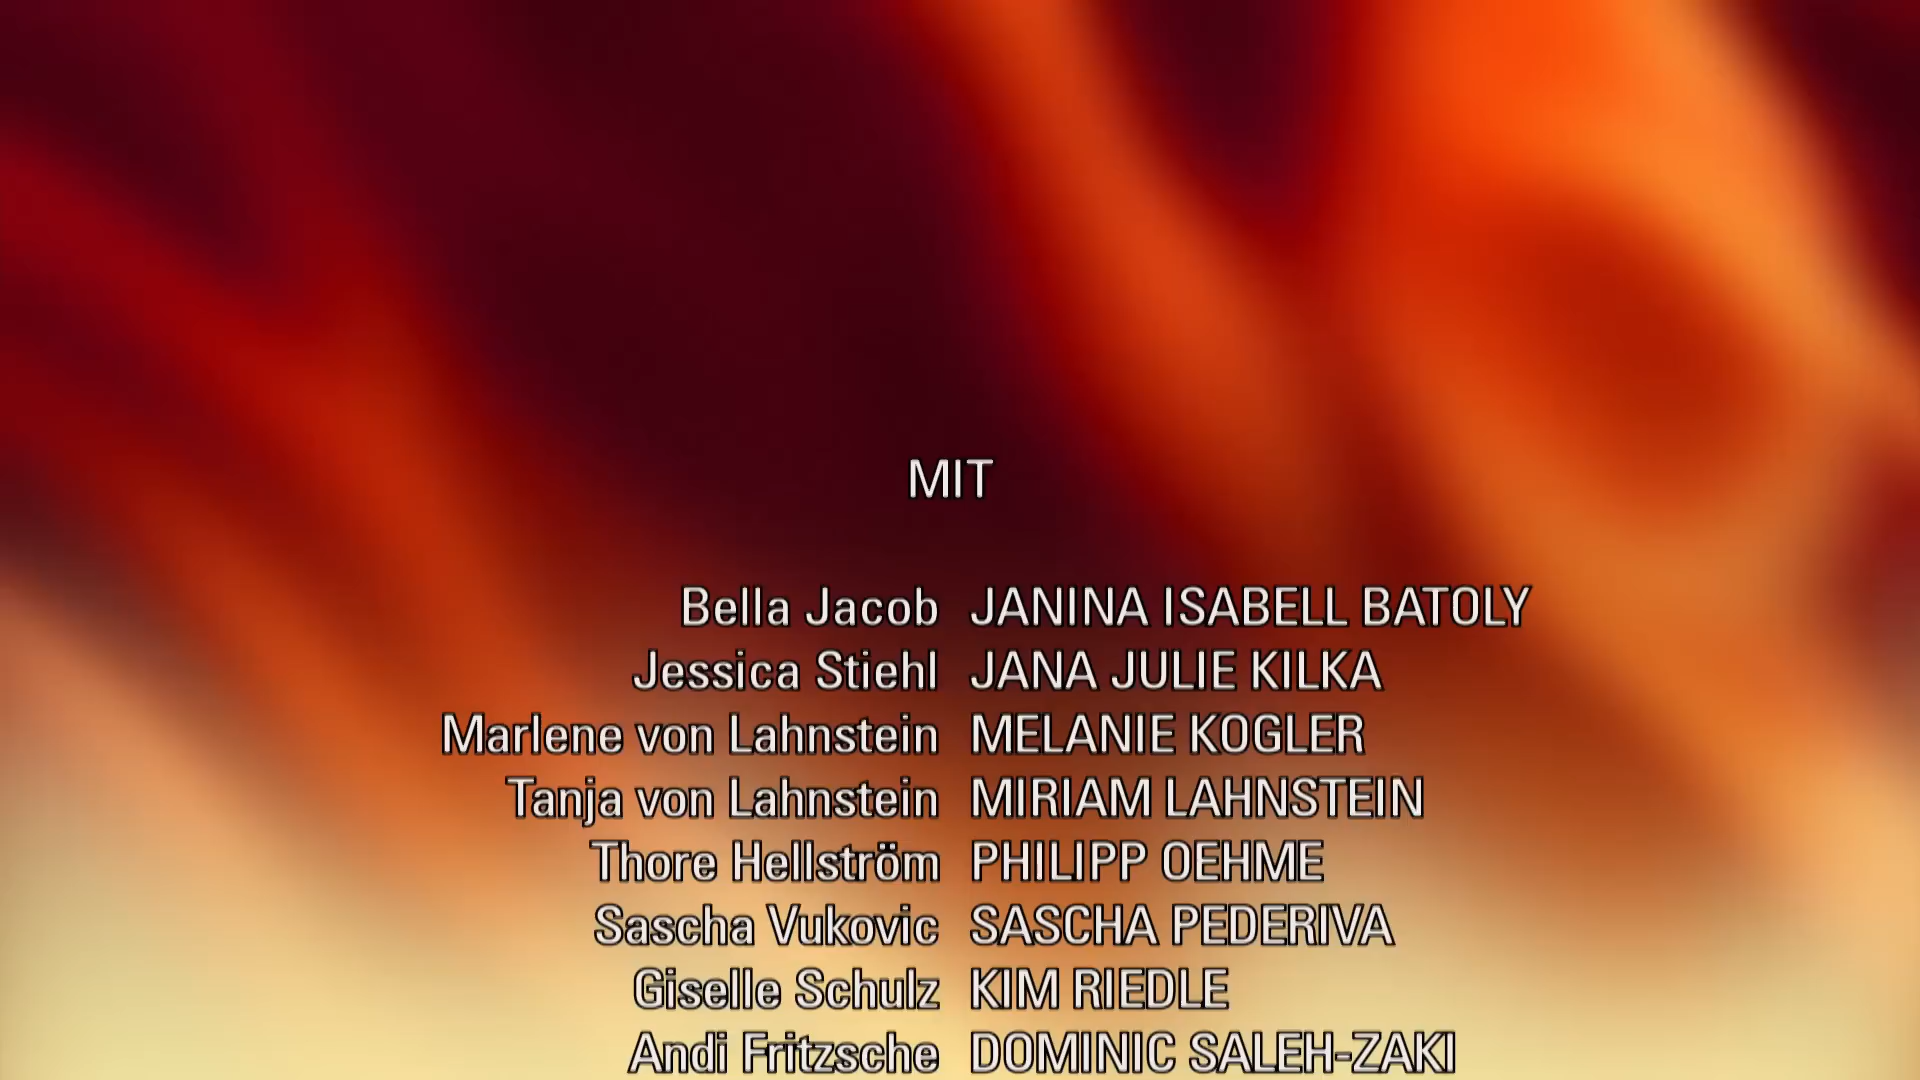 MIT
Bella Jacob JANINA ISABELL BATOLY
Jessica Stiehl JANA JULIE KILKA
Marlene von Lahnstein MELANIE KOGLER
Tanja von Lahnstein MIRIAM LAHNSTEIN
Thore Hellström PHILIPP OEHME
Sascha Vukovic SASCHA PEDERIVA
Giselle Schulz KIM RIEDLE
Andi Fritzsche DOMINIC SALEH-ZAKI